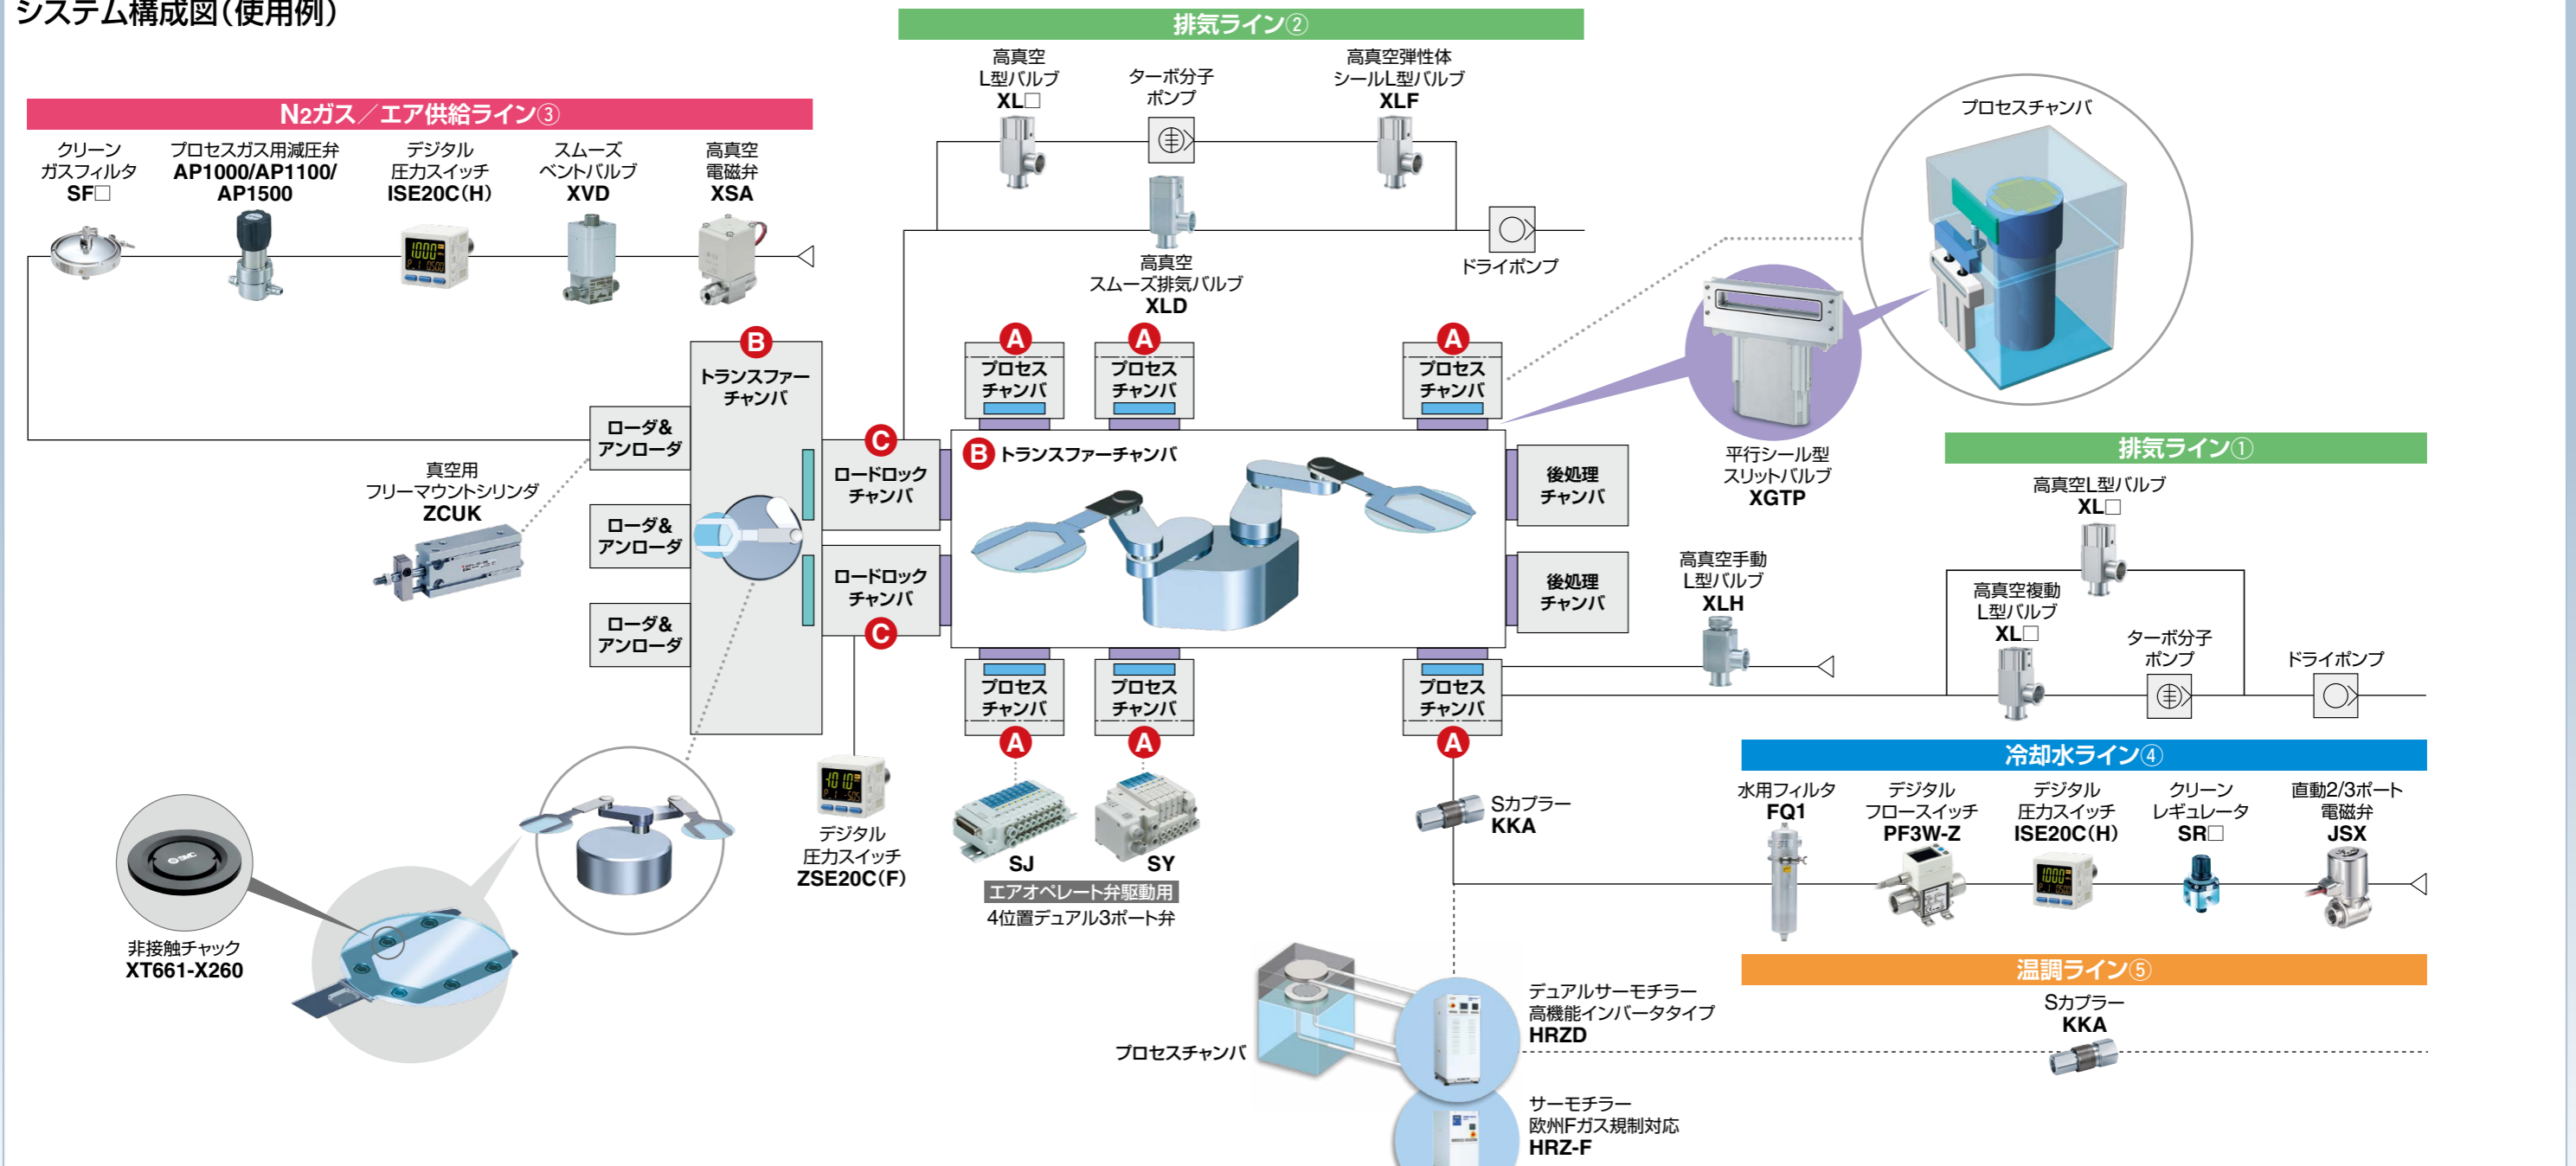 システム構成図(使用例)
排気ライン②
高真空
L型バルブ
XL□
ターボ分子
ポンプ
高真空弾性体
シールL型バルブ
XLF
高真空
スムーズ排気バルブ
XLD
ドライポンプ
N2ガス／エア供給ライン③
クリーン
ガスフィルタ
SF□
プロセスガス用減圧弁
AP1000/AP1100/
AP1500
デジタル
圧力スイッチ
ISE20C(H)
スムーズ
ベントバルブ
XVD
高真空
電磁弁
XSA
プロセスチャンバ
平行シール型
スリットバルブ
XGTP
B
トランスファー
チャンバ
ローダ&
アンローダ
ローダ&
アンローダ
ローダ&
アンローダ
真空用
フリーマウントシリンダ
ZCUK
C
ロードロック
チャンバ
ロードロック
チャンバ
C
A
プロセス
チャンバ
A
プロセス
チャンバ
A
プロセス
チャンバ
B トランスファーチャンバ
後処理
チャンバ
後処理
チャンバ
プロセス
チャンバ
A
プロセス
チャンバ
A
プロセス
チャンバ
A
排気ライン①
高真空L型バルブ
XL□
高真空手動
L型バルブ
XLH
高真空複動
L型バルブ
XL□
ターボ分子
ポンプ
ドライポンプ
デジタル
圧力スイッチ
ZSE20C(F)
SJ
SY
エアオペレート弁駆動用
4位置デュアル3ポート弁
Sカプラー
KKA
冷却水ライン④
水用フィルタ
FQ1
デジタル
フロースイッチ
PF3W-Z
デジタル
圧力スイッチ
ISE20C(H)
クリーン
レギュレータ
SR□
直動2/3ポート
電磁弁
JSX
SMC
非接触チャック
XT661-X260
温調ライン⑤
Sカプラー
KKA
プロセスチャンバ
デュアルサーモチラー
高機能インバータタイプ
HRZD
サーモチラー
欧州Fガス規制対応
HRZ-F